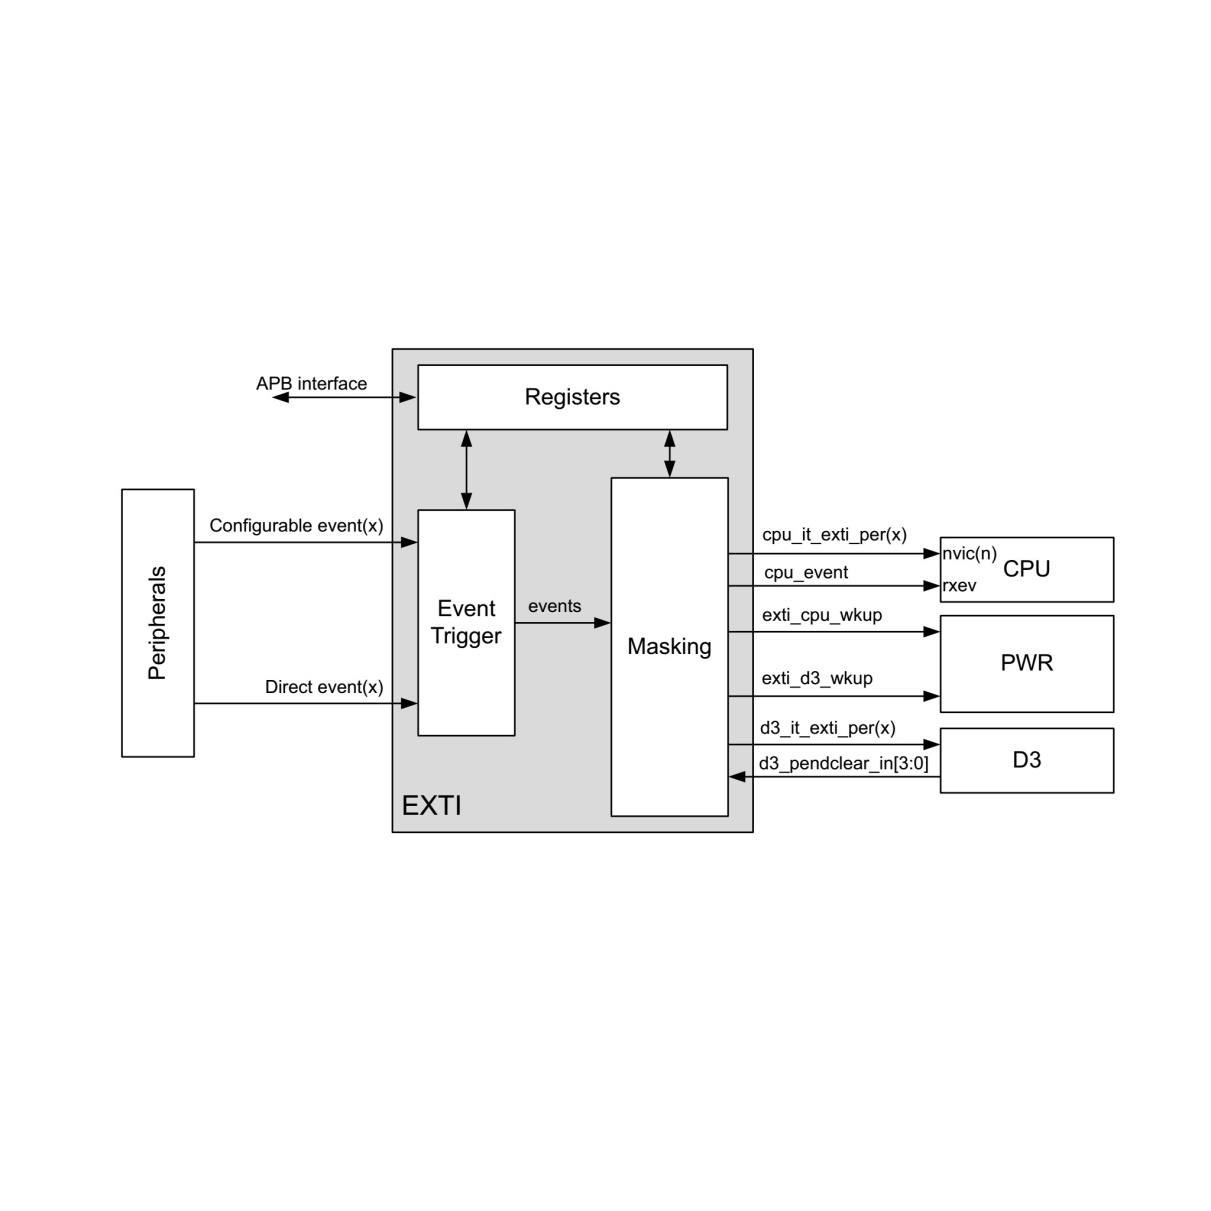 APB interface
Registers
Peripherals
Configurable event(x)
Direct event(x)
Event
Trigger
events
Masking
EXTI
cpu_it_exti_per(x)
cpu_event
exti_cpu_wkup
exti_d3_wkup
d3_it_exti_per(x)
d3_pendclear_in[3:0]
nvic(n)
CPU
rxev
PWR
D3